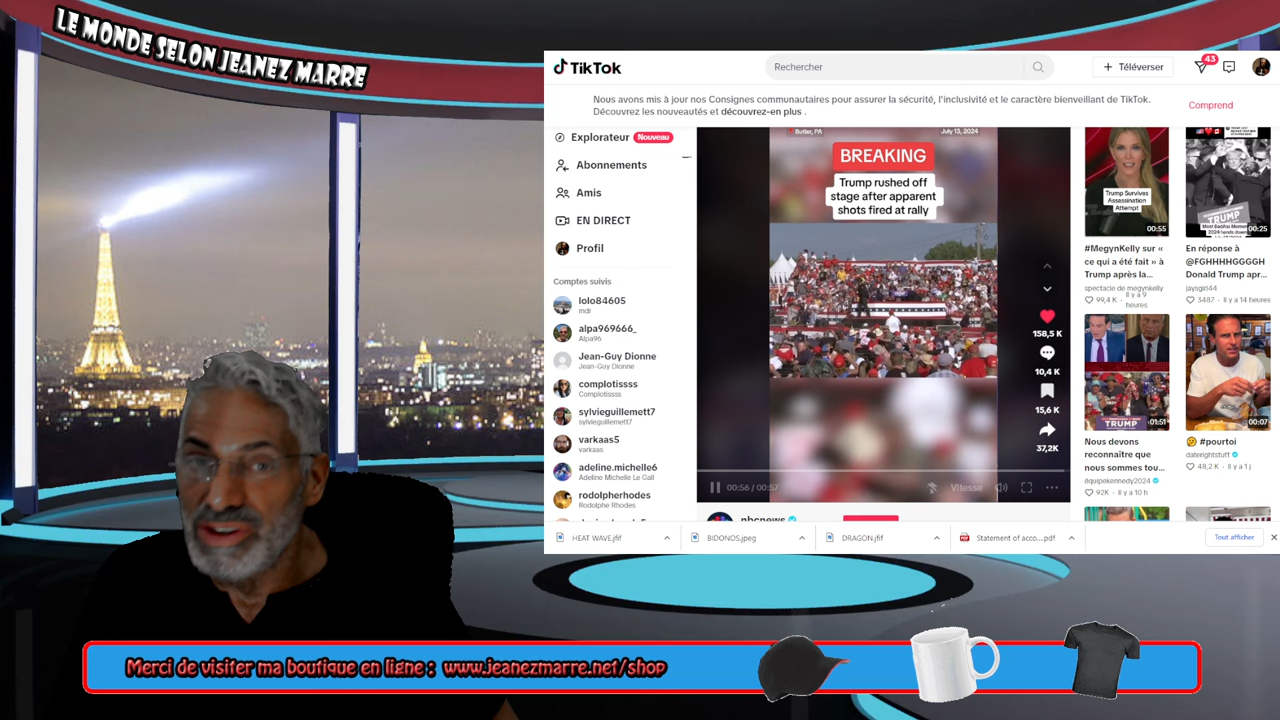 LE MONDE SELON JEANEZ MARRE
TikTok
Rechercher
Téléverser
43
Nous avons mis à jour nos Consignes communautaires pour assurer la sécurité, l'inclusivité et le caractère bienveillant de TikTok.
Découvrez les nouveautés et découvrez-en plus .
Comprend
Explorateur Nouveau
Abonnements
Amis
EN DIRECT
Profil
Comptes suivis
lolo84605
mdr
alpa969666_
Alpa96
Jean-Guy Dionne
Jean-Guy Dionne
complotissss
Complotissss
sylvieguillemett7
sylvieguillemett7
varkaas5
varkaas
adeline.michelle6
Adeline Michelle Le Gall
rodolpherhodes
Rodolphe Rhodes
Butler, PA
July 13, 2024
BREAKING
Trump rushed off
stage after apparent
shots fired at rally
158,5 K
10,4 K
15,6 K
37,2K
00:56 / 00:57
Vitesse
nbcnews
Trump Survives
Assassination
Attempt
00:55
#MegynKelly sur «
ce qui a été fait » à
Trump après la...
spectacle de megynkelly
99,4 K · Il y a 9
heures
TRUMP
00:25
En réponse à
@FGHHHHGGGGH
Donald Trump apr...
jaysgirl44
3487 · Il y a 14 heures
TRUMP
01:51
Nous devons
reconnaître que
nous sommes tou...
équipekennedy2024
92K · Il y a 10 h
00:07
#pourtoi
daterightstuff
48,2 K · Il y a 1 j
HEAT WAVE.jfif
BIDONOS.jpeg
DRAGON.jfif
Statement of acco....pdf
Tout afficher
Merci de visiter ma boutique en ligne : www.jeanezmarre.net/shop